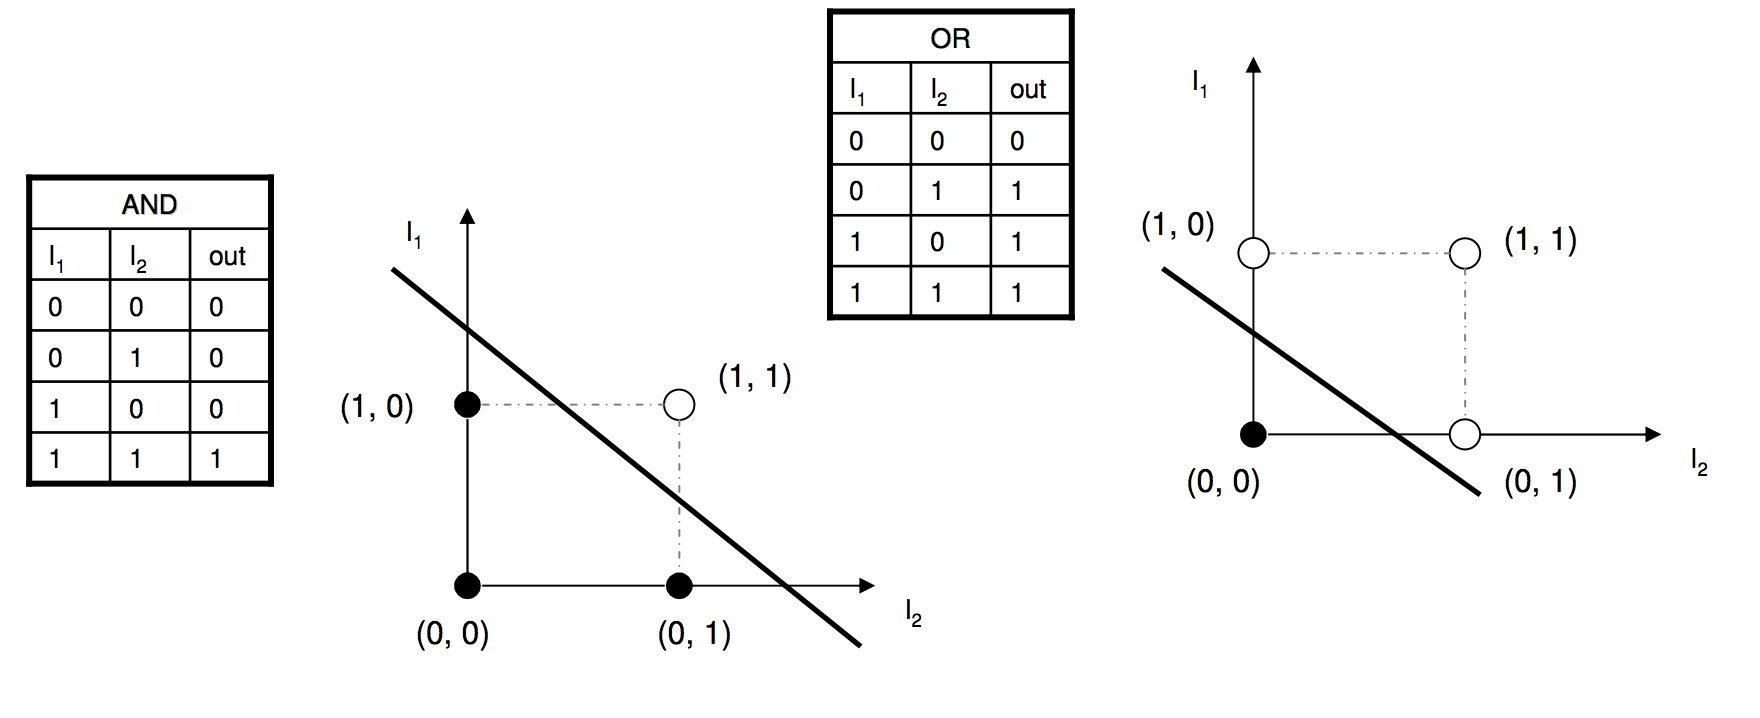 AND
I₁ I₂ out
0 0 0
0 1 0
1 0 0
1 1 1
I₁
(1, 0)
(1, 1)
(0, 0)
(0, 1)
I₂
OR
I₁ I₂ out
0 0 0
0 1 1
1 0 1
1 1 1
I₁
(1, 0)
(1, 1)
(0, 0)
(0, 1)
I₂